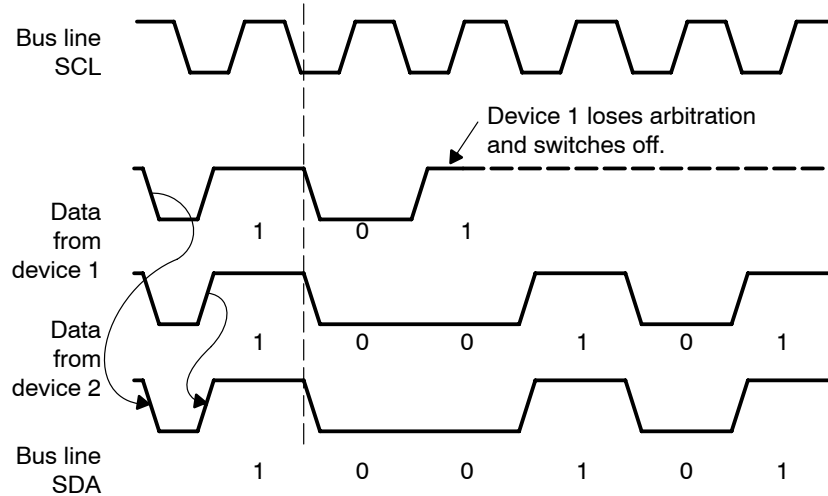 Bus line
SCL
Device 1 loses arbitration
and switches off.
Data
from
device 1
1 0 1
Data
from
device 2
1 0 0 1 0 1
Bus line
SDA
1 0 0 1 0 1